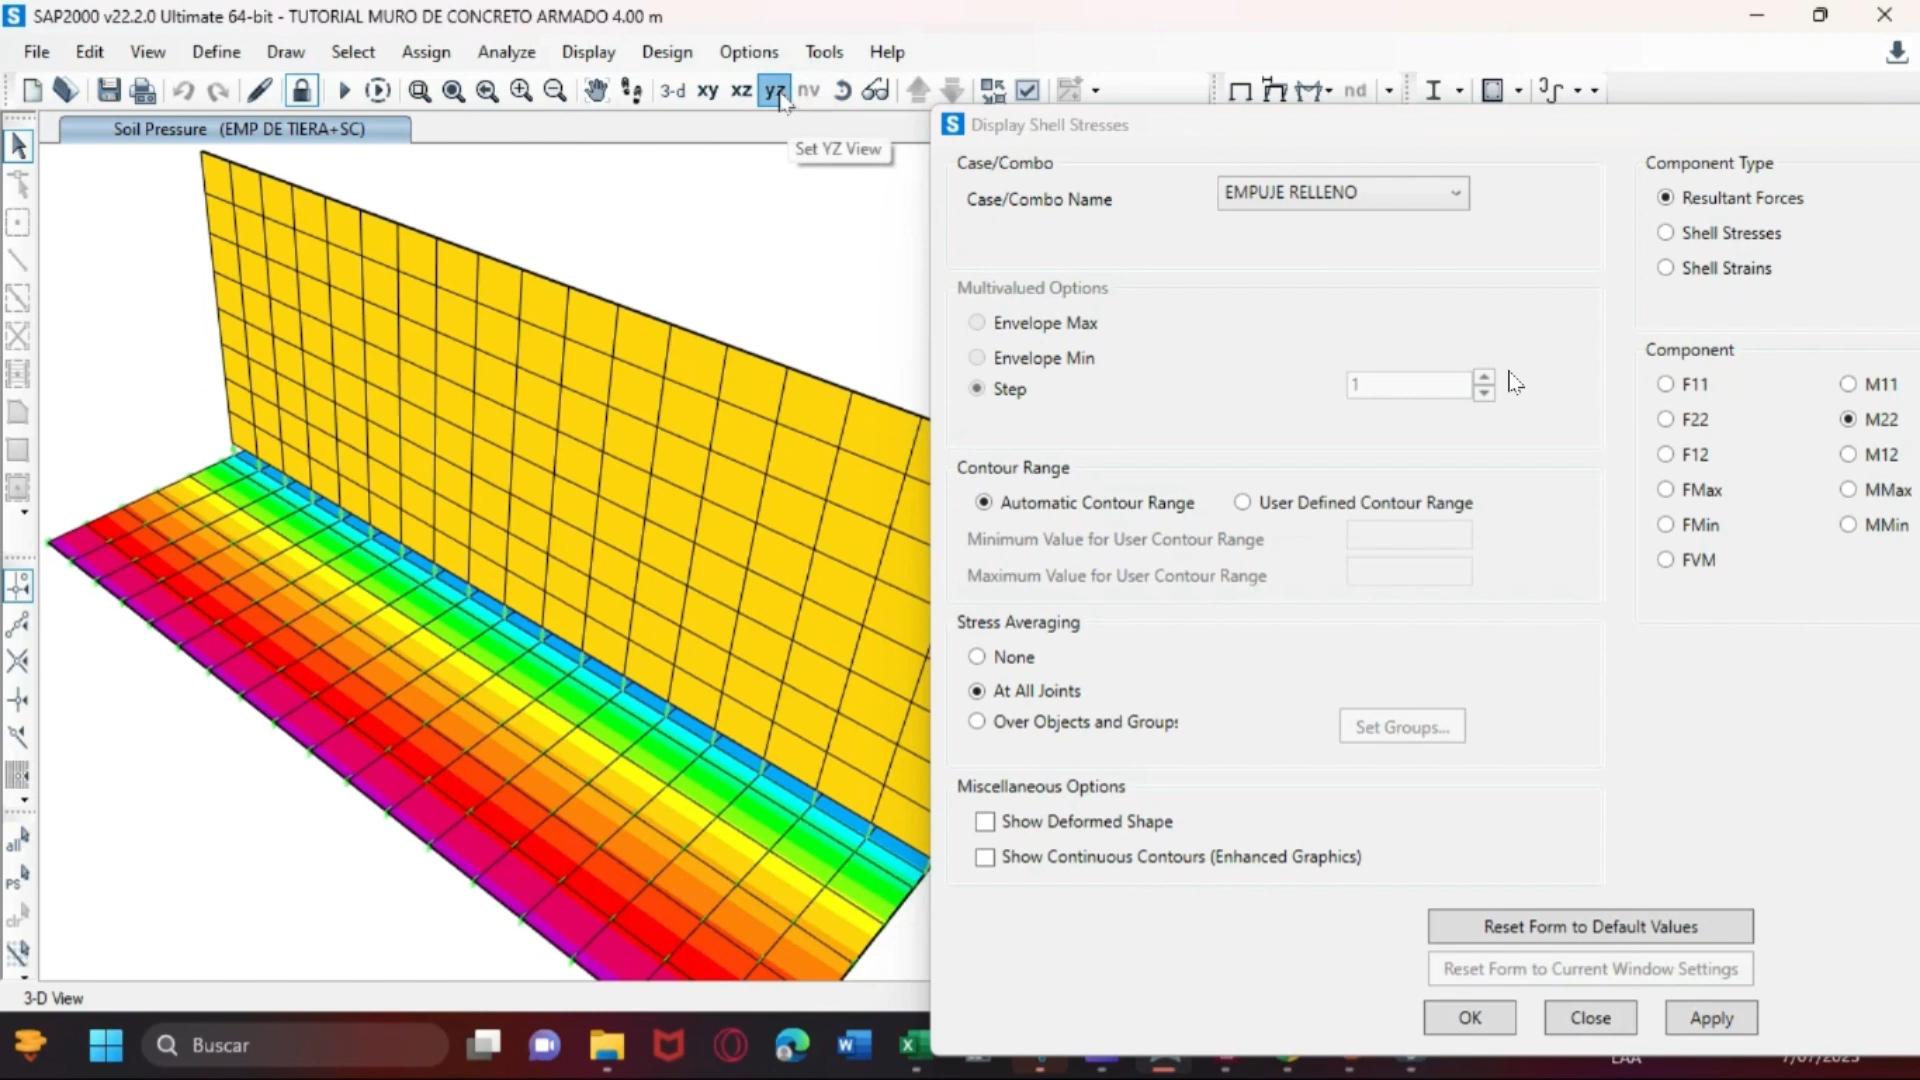 SAP2000 v22.2.0 Ultimate 64-bit - TUTORIAL MURO DE CONCRETO ARMADO 4.00 m
File Edit View Define Draw Select Assign Analyze Display Design Options Tools Help
3-d xy xz yz nv nd
Soil Pressure (EMP DE TIERA+SC)
Set YZ View
Display Shell Stresses
Case/Combo
Case/Combo Name EMPUJE RELLENO
Multivalued Options
Envelope Max
Envelope Min
Step 1
Contour Range
Automatic Contour Range User Defined Contour Range
Minimum Value for User Contour Range
Maximum Value for User Contour Range
Stress Averaging
None
At All Joints
Over Objects and Group:
Set Groups...
Miscellaneous Options
Show Deformed Shape
Show Continuous Contours (Enhanced Graphics)
Component Type
Resultant Forces
Shell Stresses
Shell Strains
Component
F11 M11
F22 M22
F12 M12
FMax MMax
FMin MMin
FVM
Reset Form to Default Values
Reset Form to Current Window Settings
OK Close Apply
all
PS
clr
3-D View
Buscar